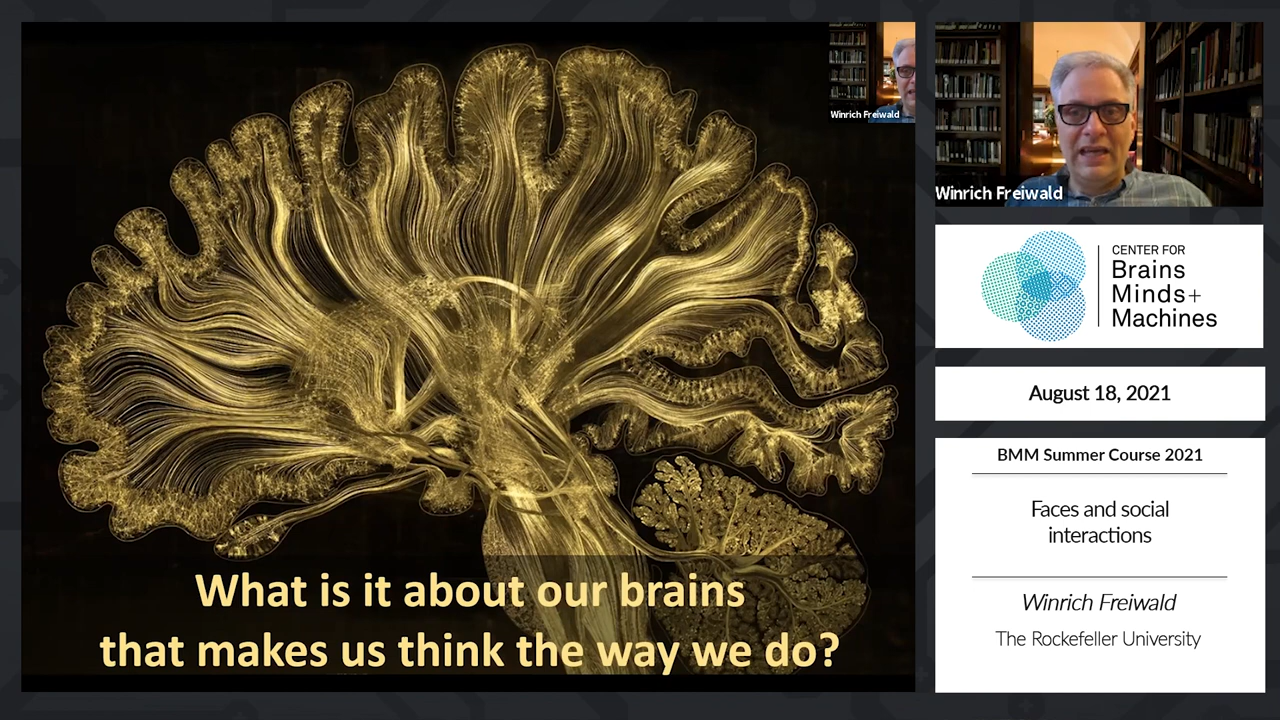 What is it about our brains
that makes us think the way we do?
Winrich Freiwald
Winrich Freiwald
CENTER FOR
Brains
Minds+
Machines
August 18, 2021
BMM Summer Course 2021
Faces and social
interactions
Winrich Freiwald
The Rockefeller University